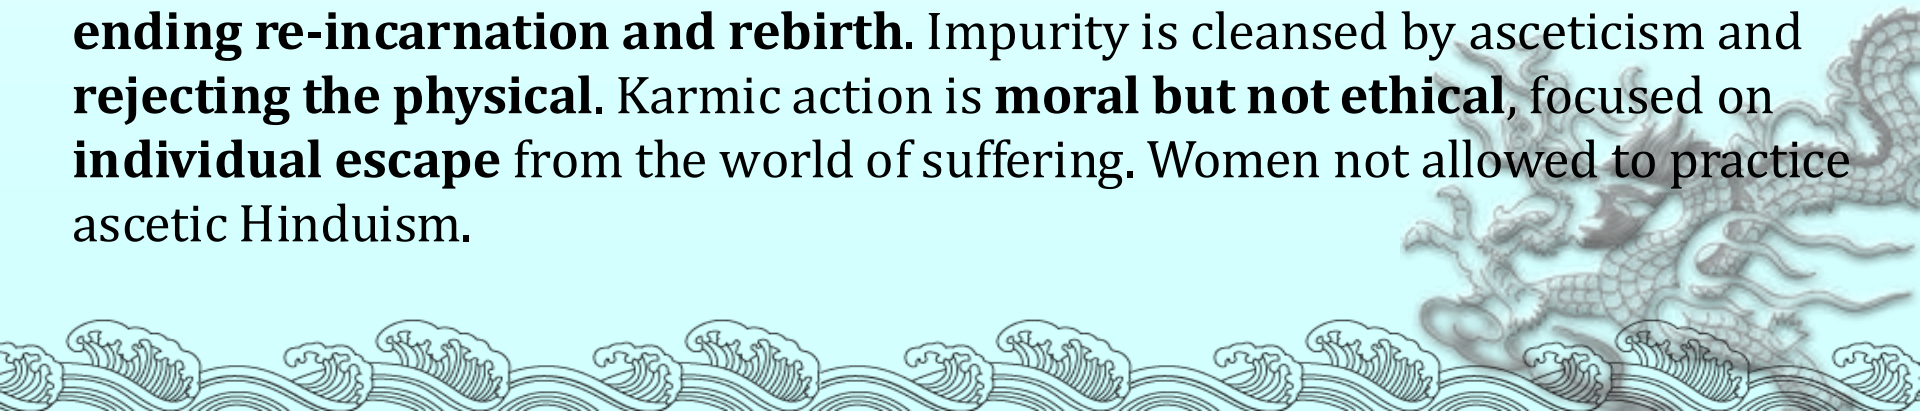 ending re-incarnation and rebirth. Impurity is cleansed by asceticism and
rejecting the physical. Karmic action is moral but not ethical, focused on
individual escape from the world of suffering. Women not allowed to practice
ascetic Hinduism.